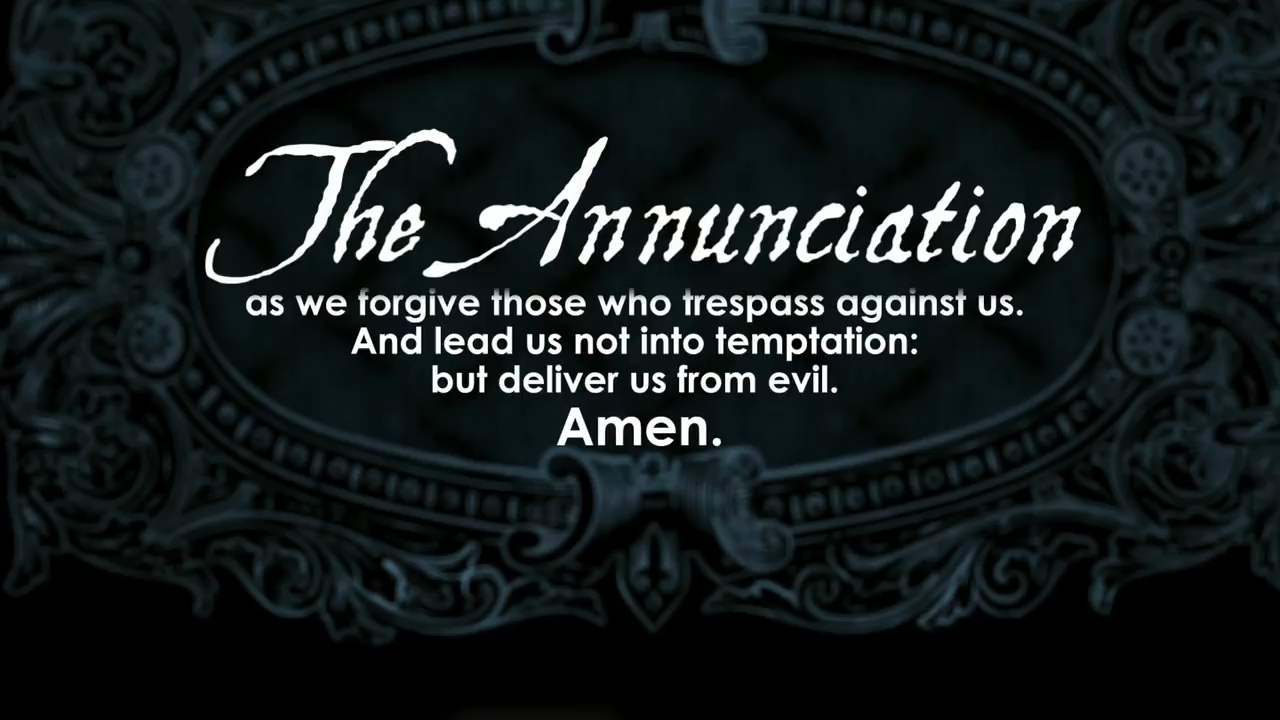 The Annunciation
as we forgive those who trespass against us.
And lead us not into temptation:
but deliver us from evil.
Amen.